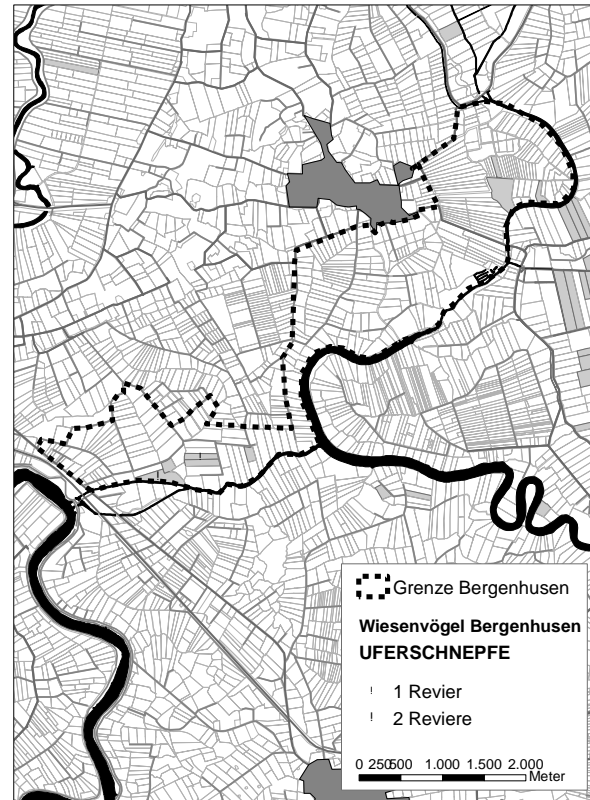 Grenze Bergenhusen
Wiesenvögel Bergenhusen
UFERSCHNEPFE
! 1 Revier
! 2 Reviere
0 250500 1.000 1.500 2.000
Meter